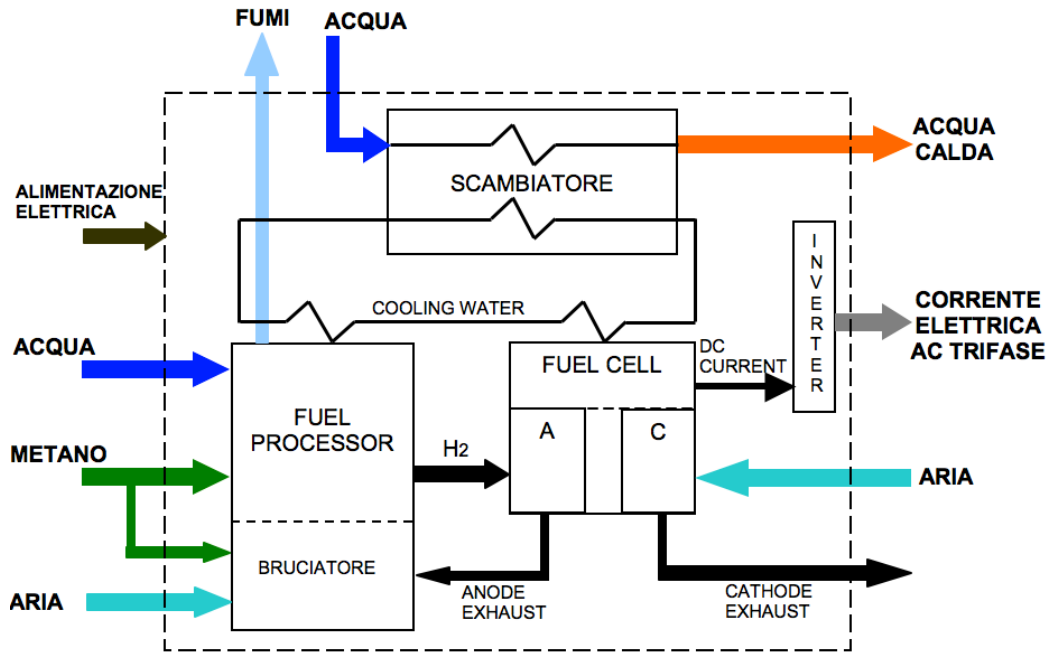 FUMI
ACQUA
ACQUA
CALDA
SCAMBIATORE
ALIMENTAZIONE
ELETTRICA
INVERTER
COOLING WATER
CORRENTE
ELETTRICA
AC TRIFASE
ACQUA
FUEL CELL
DC
CURRENT
FUEL
PROCESSOR
A
C
METANO
H2
ARIA
BRUCIATORE
ANODE
EXHAUST
CATHODE
EXHAUST
ARIA